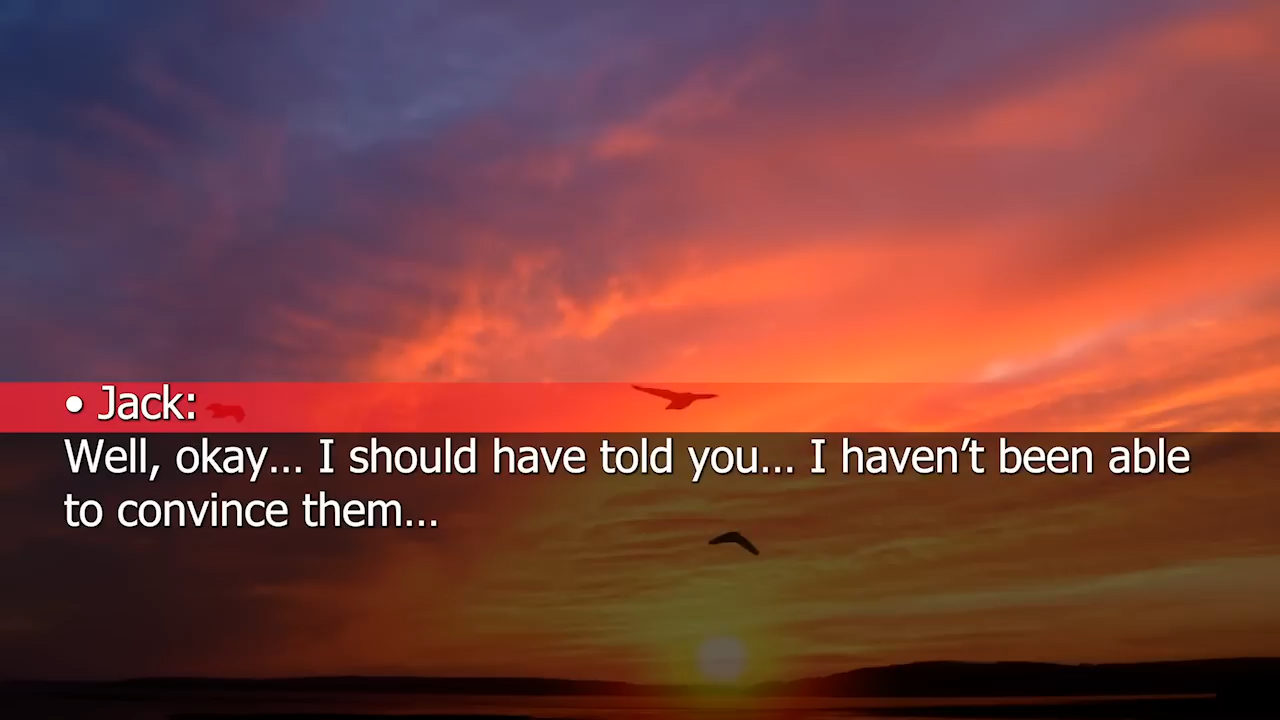 • Jack:
Well, okay... I should have told you... I haven’t been able
to convince them...